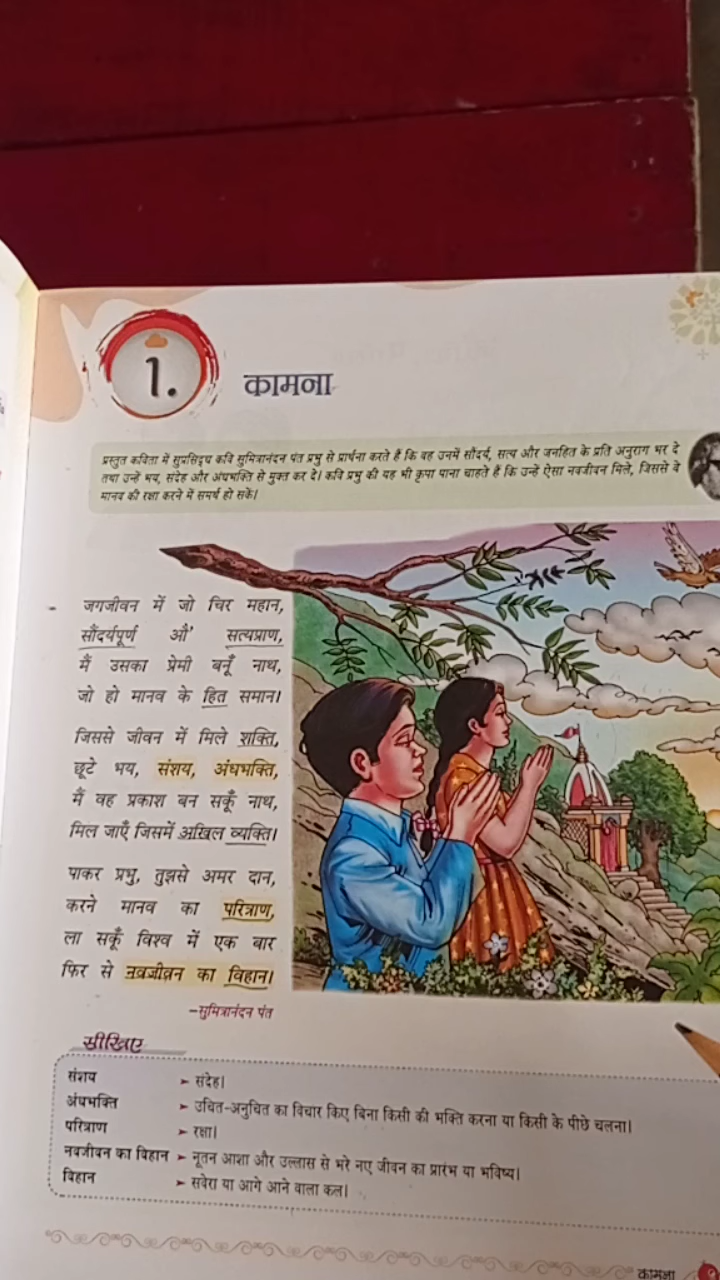 1.
कामना
प्रस्तुत कविता में सुप्रसिद्ध कवि सुमित्रानंदन पंत प्रभु से प्रार्थना करते हैं कि वह उनमें सौंदर्य, सत्य और जनहित के प्रति अनुराग भर दे
तथा उन्हें भय, संदेह और अंधभक्ति से मुक्त कर दे। कवि प्रभु की यह भी कृपा पाना चाहते हैं कि उन्हें ऐसा नवजीवन मिले, जिससे वे
मानव की रक्षा करने में समर्थ हो सकें।
जगजीवन में जो चिर महान,
सौंदर्यपूर्ण औ' सत्यप्राण,
मैं उसका प्रेमी बनूँ नाथ,
जो हो मानव के हित समान।
जिससे जीवन में मिले शक्ति,
छूटे भय, संशय, अंधभक्ति,
मैं वह प्रकाश बन सकूँ नाथ,
मिल जाएँ जिसमें अखिल व्यक्ति।
पाकर प्रभु, तुझसे अमर दान,
करने मानव का परित्राण,
ला सकूँ विश्व में एक बार
फिर से नवजीवन का विहान।
–सुमित्रानंदन पंत
सीखिए
संशय ➤ संदेह।
अंधभक्ति ➤ उचित-अनुचित का विचार किए बिना किसी की भक्ति करना या किसी के पीछे चलना।
परित्राण ➤ रक्षा।
नवजीवन का विहान ➤ नूतन आशा और उल्लास से भरे नए जीवन का प्रारंभ या भविष्य।
विहान ➤ सवेरा या आगे आने वाला कल।
कामना